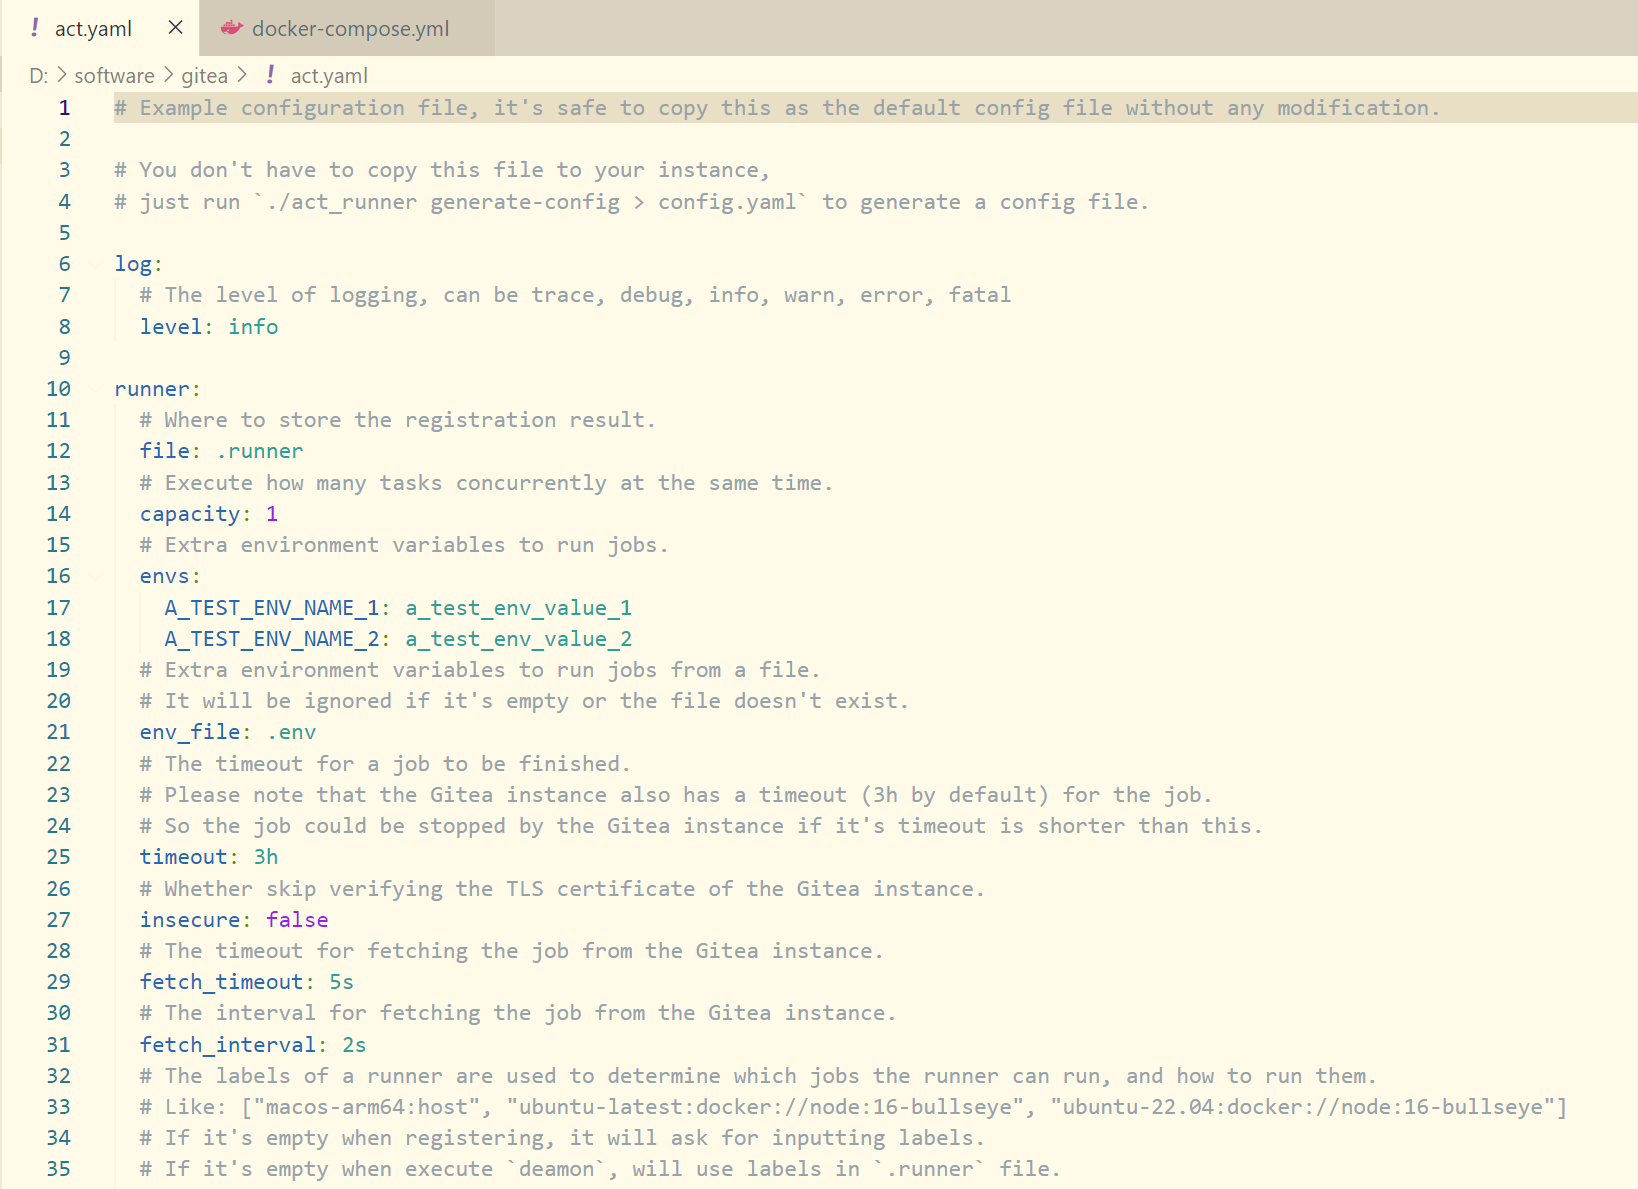 ! act.yaml × docker-compose.yml
D: > software > gitea > ! act.yaml
1 # Example configuration file, it's safe to copy this as the default config file without any modification.
2
3 # You don't have to copy this file to your instance,
4 # just run `./act_runner generate-config > config.yaml` to generate a config file.
5
6 log:
7   # The level of logging, can be trace, debug, info, warn, error, fatal
8   level: info
9
10 runner:
11   # Where to store the registration result.
12   file: .runner
13   # Execute how many tasks concurrently at the same time.
14   capacity: 1
15   # Extra environment variables to run jobs.
16   envs:
17     A_TEST_ENV_NAME_1: a_test_env_value_1
18     A_TEST_ENV_NAME_2: a_test_env_value_2
19   # Extra environment variables to run jobs from a file.
20   # It will be ignored if it's empty or the file doesn't exist.
21   env_file: .env
22   # The timeout for a job to be finished.
23   # Please note that the Gitea instance also has a timeout (3h by default) for the job.
24   # So the job could be stopped by the Gitea instance if it's timeout is shorter than this.
25   timeout: 3h
26   # Whether skip verifying the TLS certificate of the Gitea instance.
27   insecure: false
28   # The timeout for fetching the job from the Gitea instance.
29   fetch_timeout: 5s
30   # The interval for fetching the job from the Gitea instance.
31   fetch_interval: 2s
32   # The labels of a runner are used to determine which jobs the runner can run, and how to run them.
33   # Like: ["macos-arm64:host", "ubuntu-latest:docker://node:16-bullseye", "ubuntu-22.04:docker://node:16-bullseye"]
34   # If it's empty when registering, it will ask for inputting labels.
35   # If it's empty when execute `deamon`, will use labels in `.runner` file.